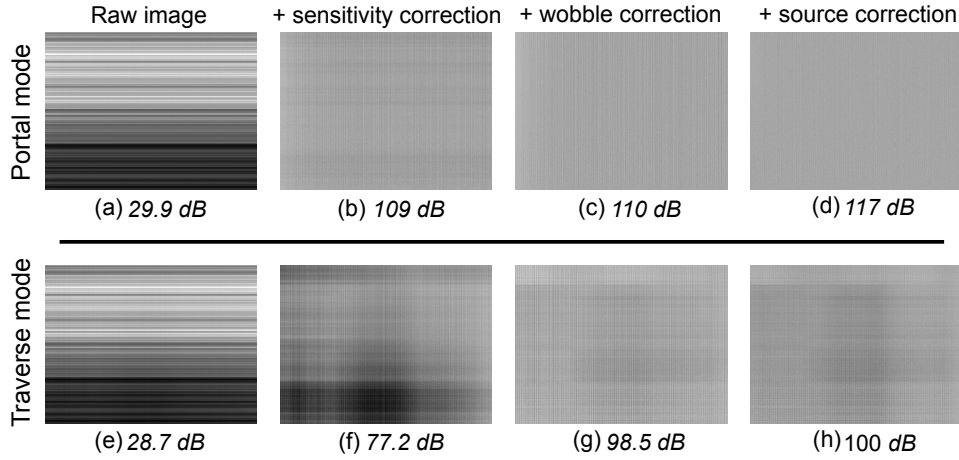 Raw image + sensitivity correction + wobble correction + source correction
Portal mode
(a) 29.9 dB (b) 109 dB (c) 110 dB (d) 117 dB
Traverse mode
(e) 28.7 dB (f) 77.2 dB (g) 98.5 dB (h) 100 dB